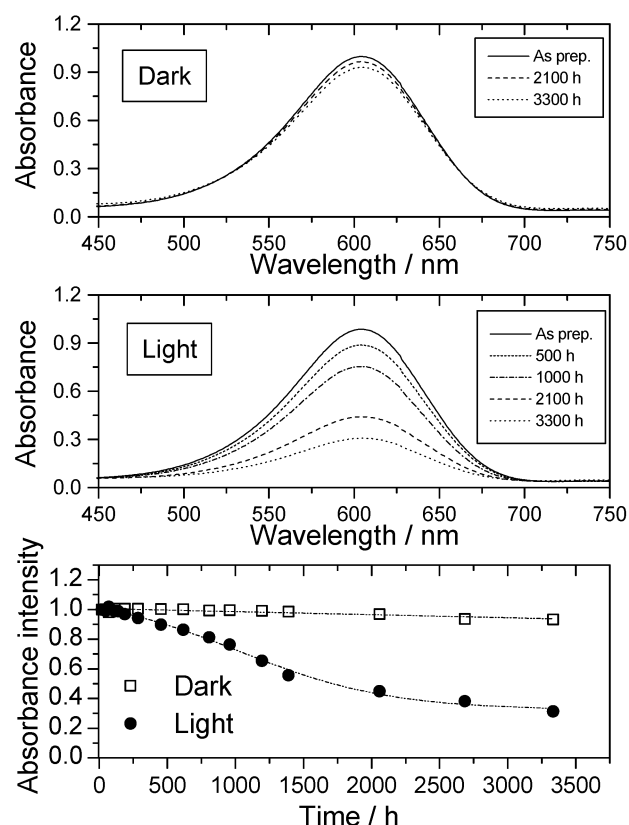 1.2
0.9
0.6
0.3
0.0
Absorbance
Dark
As prep.
2100 h
3300 h
450 500 550 600 650 700 750
Wavelength / nm
1.2
0.9
0.6
0.3
0.0
Absorbance
Light
As prep.
500 h
1000 h
2100 h
3300 h
450 500 550 600 650 700 750
Wavelength / nm
1.2
1.0
0.8
0.6
0.4
0.2
0.0
Absorbance intensity
Dark
Light
0 500 1000 1500 2000 2500 3000 3500
Time / h